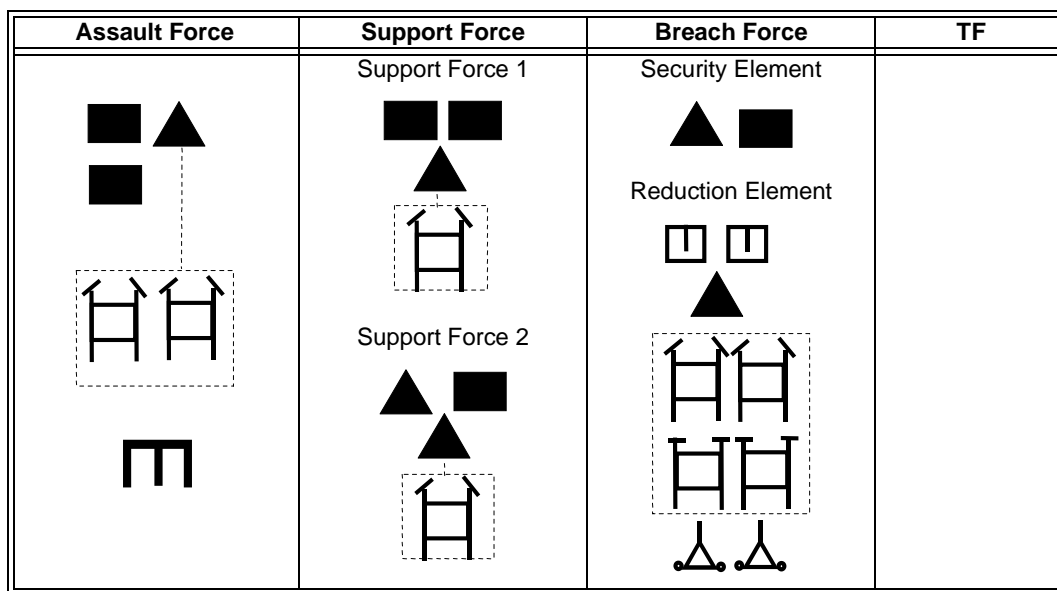 Assault Force
Support Force
Breach Force
TF
Support Force 1
Security Element
Reduction Element
Support Force 2